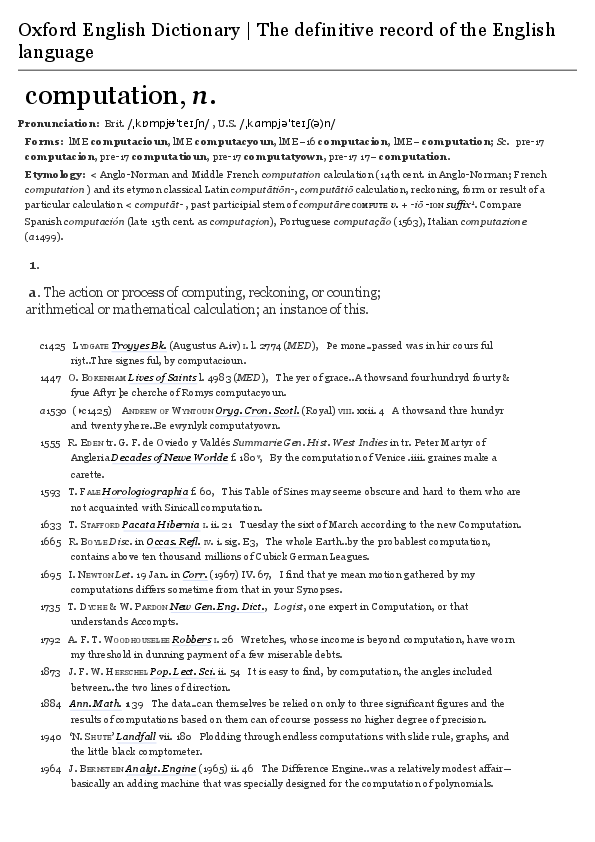 Oxford English Dictionary | The definitive record of the English
language
computation, n.
Pronunciation: Brit. /ˌkɒmpjʉˈteɪʃn/ , U.S. /ˌkɑmpjəˈteɪʃ(ə)n/
Forms: lME computacioun, lME computacyoun, lME–16 computacion, lME– computation; Sc. pre-17
computacion, pre-17 computatioun, pre-17 computatyown, pre-17 17– computation.
Etymology: < Anglo-Norman and Middle French computation calculation (14th cent. in Anglo-Norman; French
computation ) and its etymon classical Latin computātiōn-, computātiō calculation, reckoning, form or result of a
particular calculation < computāt- , past participial stem of computāre COMPUTE v. + -iō -ION suffix¹. Compare
Spanish computación (late 15th cent. as computaçion), Portuguese computação (1563), Italian computazione
(a1499).
1.
a. The action or process of computing, reckoning, or counting;
arithmetical or mathematical calculation; an instance of this.
c1425 LYDGATE Troyyes Bk. (Augustus A.iv) I. l. 2774 (MED), Þe mone..passed was in hir cours ful
riȝt..Thre signes ful, by computacioun.
1447 O. BOKENHAM Lives of Saints l. 4983 (MED), The yer of grace..A thowsand four hundryd fourty &
fyue Aftyr þe cherche of Romys computacyoun.
a1530 (▸c1425) ANDREW OF WYNTOUN Oryg. Cron. Scotl. (Royal) VIII. xxii. 4 A thowsand thre hundyr
and twenty yhere..Be ewynlyk computatyown.
1555 R. EDEN tr. G. F. de Oviedo y Valdés Summarie Gen. Hist. West Indies in tr. Peter Martyr of
Angleria Decades of Newe Worlde f. 180ᵛ, By the computation of Venice .iiii. graines make a
carette.
1593 T. FALE Horologiographia f. 60, This Table of Sines may seeme obscure and hard to them who are
not acquainted with Sinicall computation.
1633 T. STAFFORD Pacata Hibernia I. ii. 21 Tuesday the sixt of March according to the new Computation.
1665 R. BOYLE Disc. in Occas. Refl. IV. i. sig. E3, The whole Earth..by the probablest computation,
contains above ten thousand millions of Cubick German Leagues.
1695 I. NEWTON Let. 19 Jan. in Corr. (1967) IV. 67, I find that ye mean motion gathered by my
computations differs sometime from that in your Synopses.
1735 T. DYCHE & W. PARDON New Gen. Eng. Dict., Logist, one expert in Computation, or that
understands Accompts.
1792 A. F. T. WOODHOUSELEE Robbers I. 26 Wretches, whose income is beyond computation, have worn
my threshold in dunning payment of a few miserable debts.
1873 J. F. W. HERSCHEL Pop. Lect. Sci. ii. 54 It is easy to find, by computation, the angles included
between..the two lines of direction.
1884 Ann. Math. 1 39 The data..can themselves be relied on only to three significant figures and the
results of computations based on them can of course possess no higher degree of precision.
1940 ‘N. SHUTE’ Landfall vii. 180 Plodding through endless computations with slide rule, graphs, and
the little black comptometer.
1964 J. BERNSTEIN Analyt. Engine (1965) ii. 46 The Difference Engine..was a relatively modest affair—
basically an adding machine that was specially designed for the computation of polynomials.